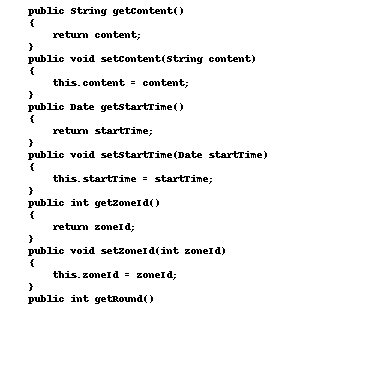 public String getContent()
{
    return content;
}
public void setContent(String content)
{
    this.content = content;
}
public Date getStartTime()
{
    return startTime;
}
public void setStartTime(Date startTime)
{
    this.startTime = startTime;
}
public int getZoneId()
{
    return zoneId;
}
public void setZoneId(int zoneId)
{
    this.zoneId = zoneId;
}
public int getRound()